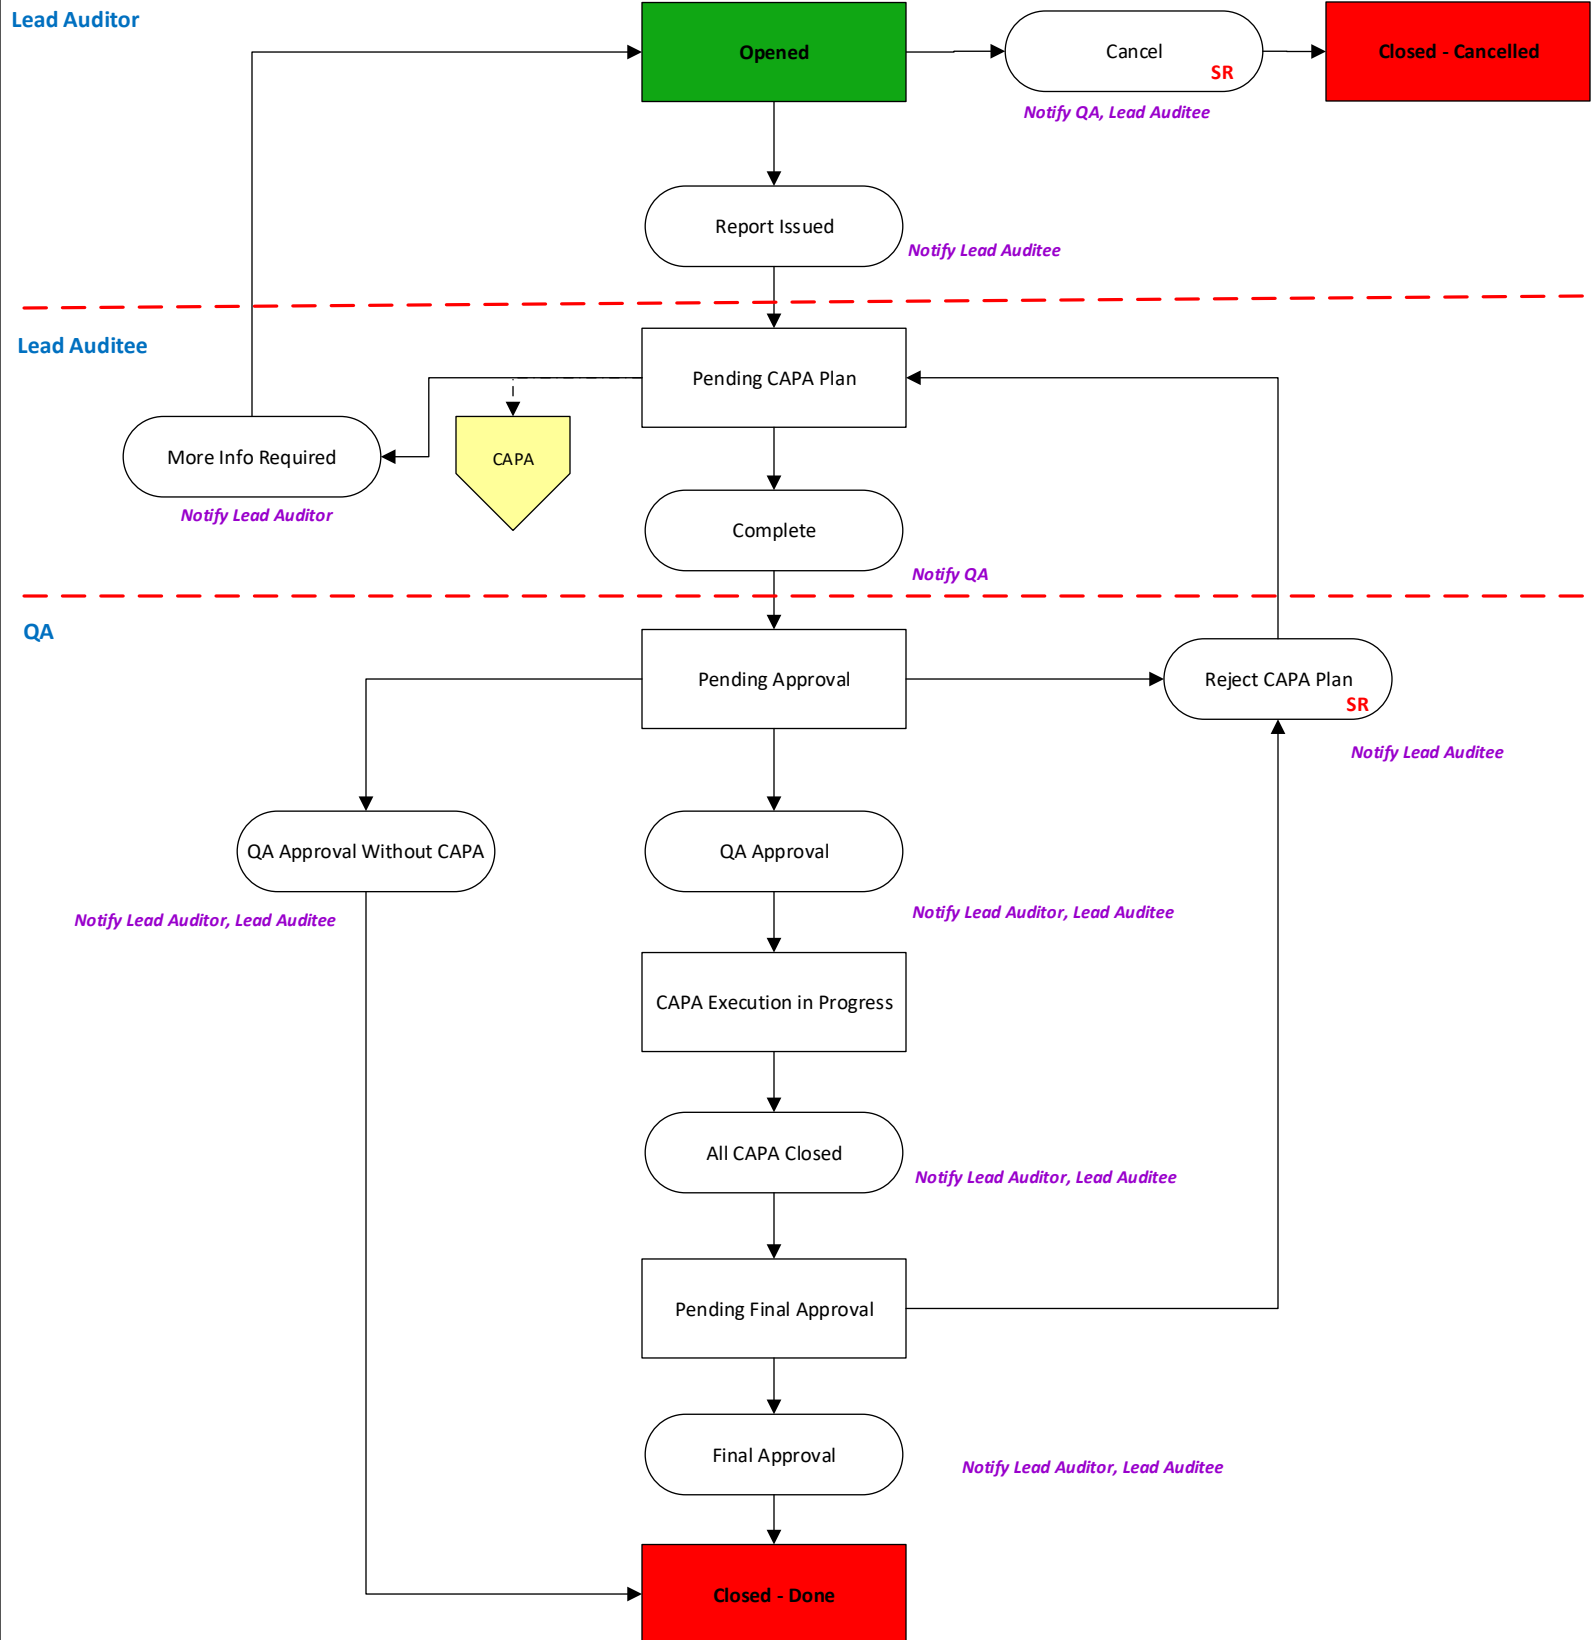 Lead Auditor
Opened
Cancel
SR
Closed - Cancelled
Notify QA, Lead Auditee
Report Issued
Notify Lead Auditee
Lead Auditee
Pending CAPA Plan
More Info Required
CAPA
Notify Lead Auditor
Complete
Notify QA
QA
Pending Approval
Reject CAPA Plan
SR
Notify Lead Auditee
QA Approval Without CAPA
QA Approval
Notify Lead Auditor, Lead Auditee
Notify Lead Auditor, Lead Auditee
CAPA Execution in Progress
All CAPA Closed
Notify Lead Auditor, Lead Auditee
Pending Final Approval
Final Approval
Notify Lead Auditor, Lead Auditee
Closed - Done